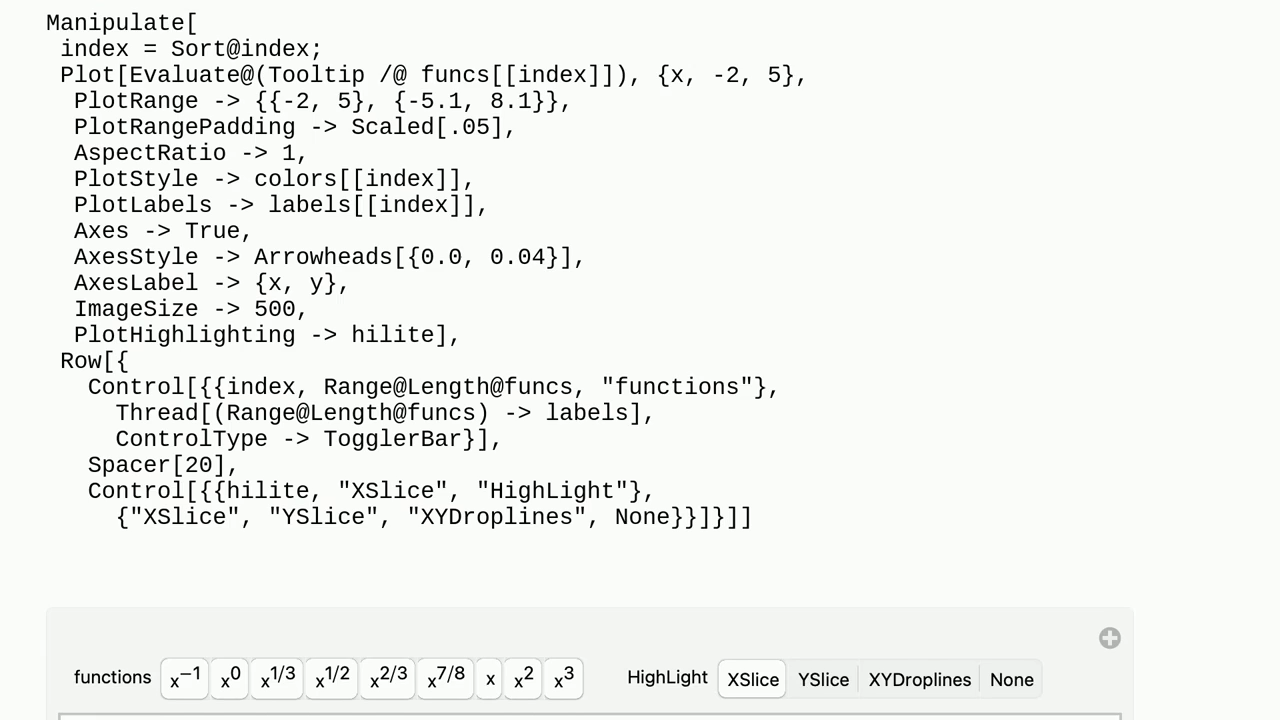 Manipulate[
index = Sort@index;
Plot[Evaluate@(Tooltip /@ funcs[[index]]), {x, -2, 5},
PlotRange -> {{-2, 5}, {-5.1, 8.1}},
PlotRangePadding -> Scaled[.05],
AspectRatio -> 1,
PlotStyle -> colors[[index]],
PlotLabels -> labels[[index]],
Axes -> True,
AxesStyle -> Arrowheads[{0.0, 0.04}],
AxesLabel -> {x, y},
ImageSize -> 500,
PlotHighlighting -> hilite],
Row[{
Control[{{index, Range@Length@funcs, "functions"},
Thread[(Range@Length@funcs) -> labels],
ControlType -> TogglerBar}],
Spacer[20],
Control[{{hilite, "XSlice", "HighLight"},
{"XSlice", "YSlice", "XYDroplines", None}}]}]]
functions x⁻¹ x⁰ x^1/3 x^1/2 x^2/3 x^7/8 x x² x³ HighLight XSlice YSlice XYDroplines None